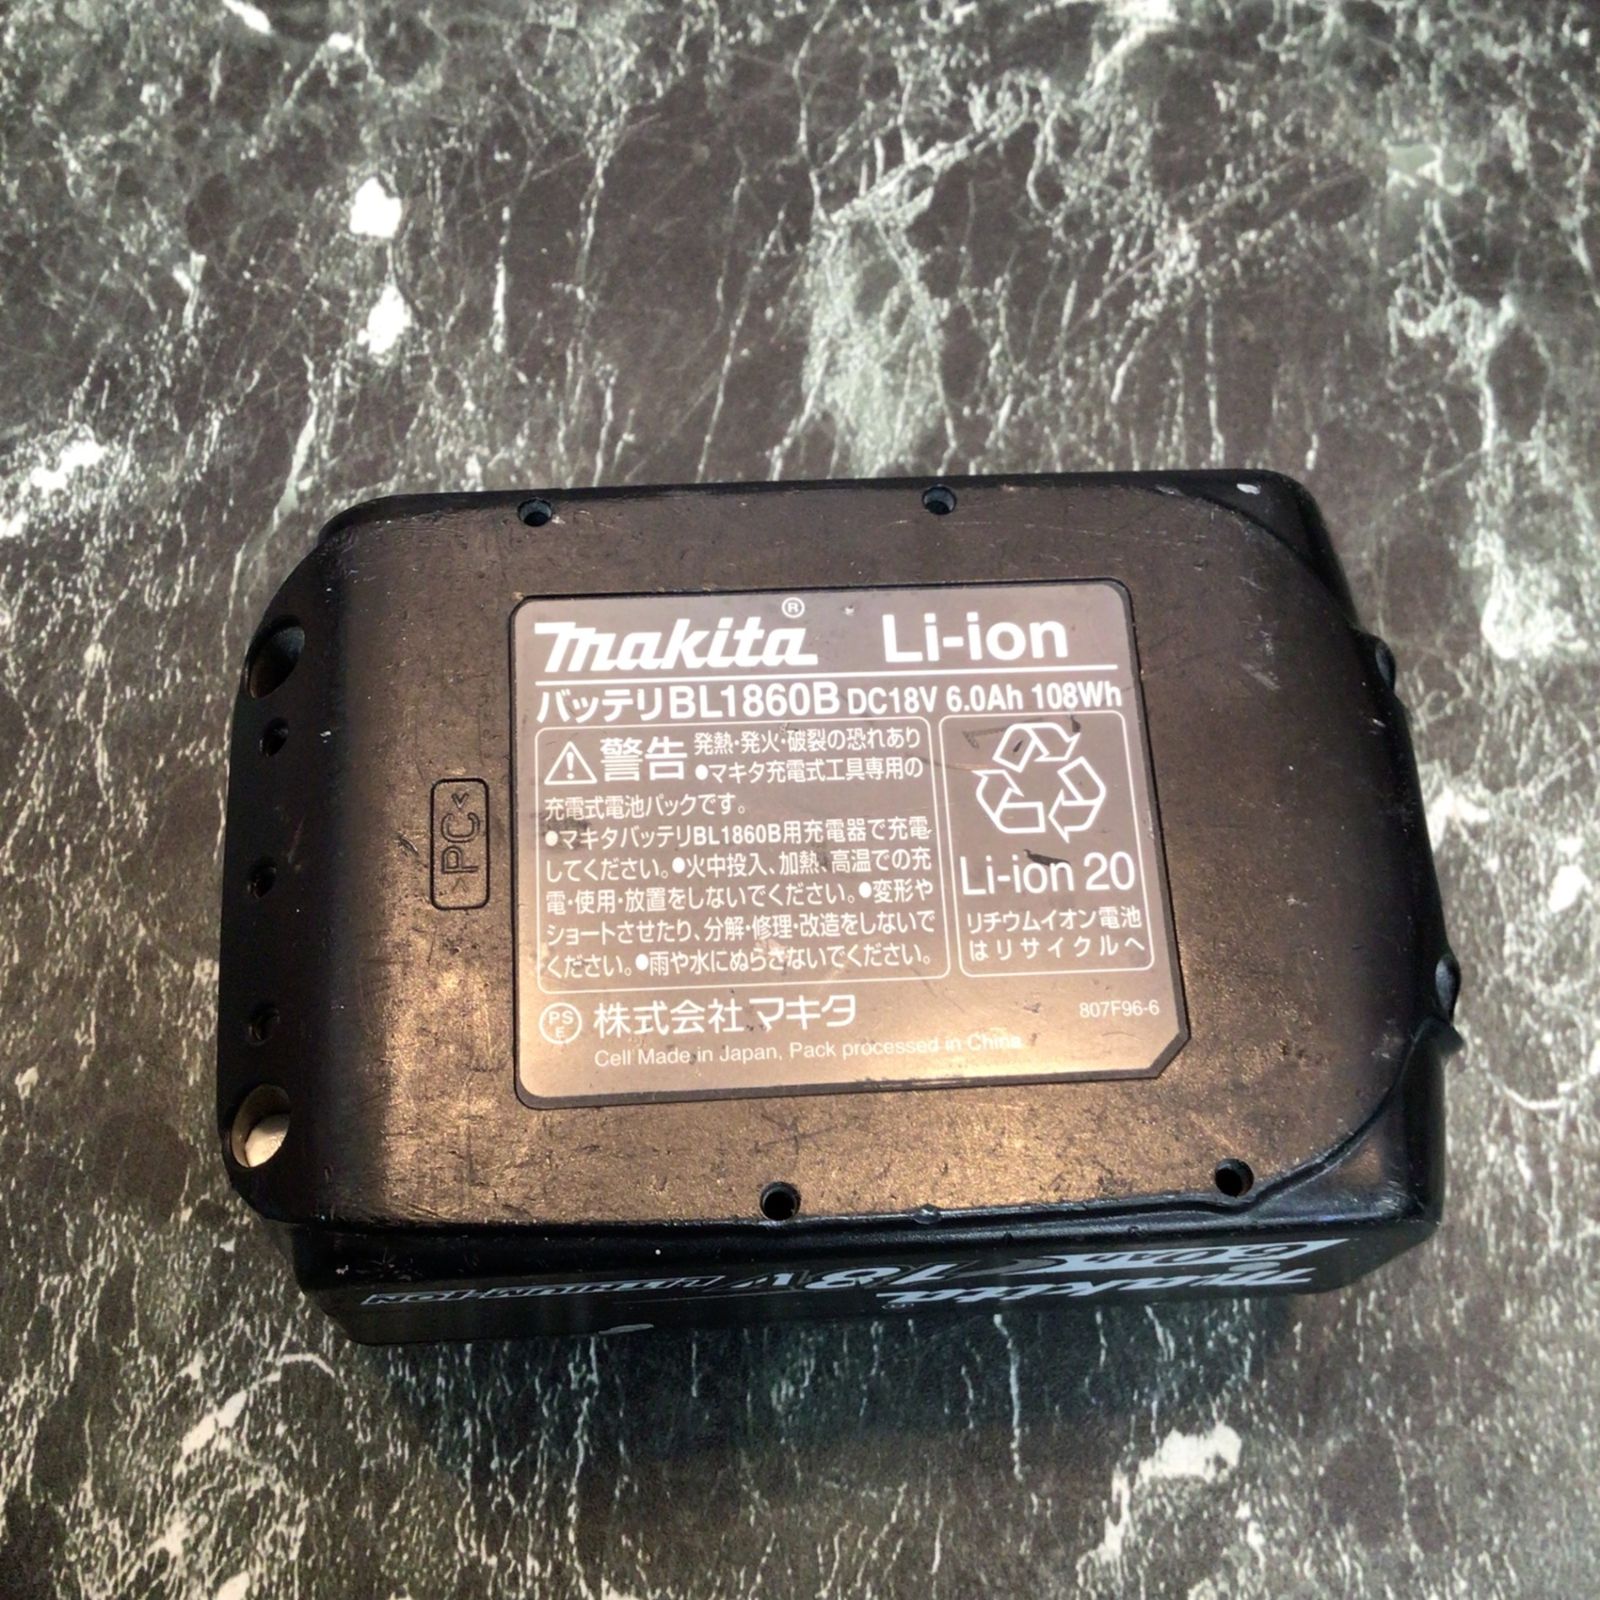 makita® Li-ion
バッテリBL1860B DC18V 6.0Ah 108Wh
警告 発熱・発火・破裂の恐れあり
●マキタ充電式工具専用の
充電式電池パックです。
●マキタバッテリBL1860B用充電器で充電
してください。●火中投入、加熱、高温での充
電・使用・放置をしないでください。●変形や
ショートさせたり、分解・修理・改造をしないで
ください。●雨や水にぬらさないでください。
Li-ion 20
リチウムイオン電池
はリサイクルへ
PSE 株式会社マキタ
807F96-6
Cell Made in Japan, Pack processed in China
>PC<
makita® 18V LITHIUM-ION
6.0Ah